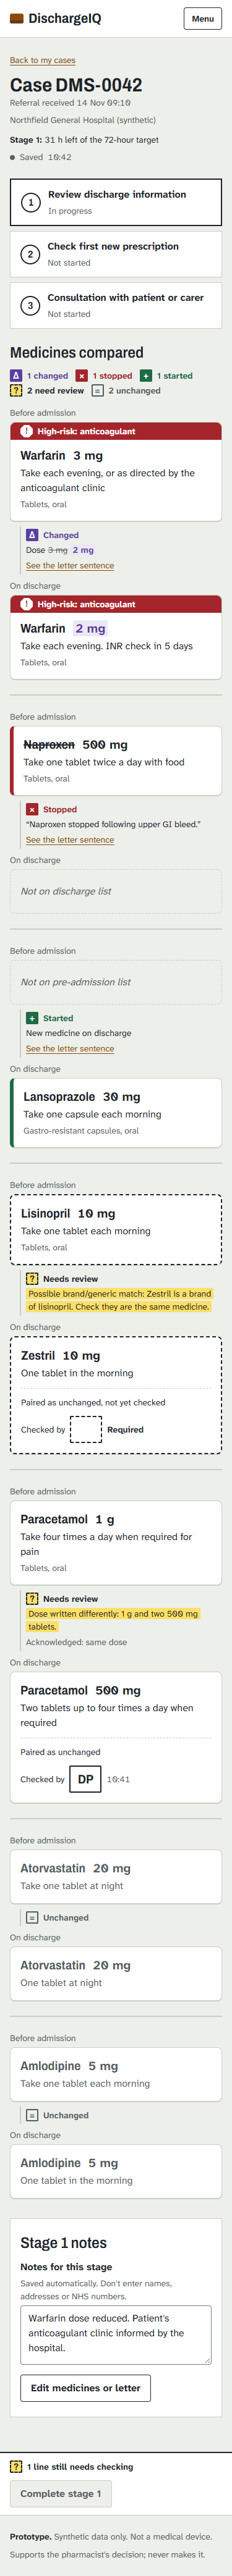 DischargeIQ
Menu
Back to my cases
Case DMS-0042
Referral received 14 Nov 09:10
Northfield General Hospital (synthetic)
Stage 1: 31 h left of the 72-hour target
Saved 10:42
1 Review discharge information
In progress
2 Check first new prescription
Not started
3 Consultation with patient or carer
Not started
Medicines compared
Δ 1 changed × 1 stopped + 1 started
? 2 need review = 2 unchanged
Before admission
! High-risk: anticoagulant
Warfarin 3 mg
Take each evening, or as directed by the
anticoagulant clinic
Tablets, oral
Δ Changed
Dose 3 mg 2 mg
See the letter sentence
On discharge
! High-risk: anticoagulant
Warfarin 2 mg
Take each evening. INR check in 5 days
Tablets, oral
Before admission
Naproxen 500 mg
Take one tablet twice a day with food
Tablets, oral
× Stopped
“Naproxen stopped following upper GI bleed.”
See the letter sentence
On discharge
Not on discharge list
Before admission
Not on pre-admission list
+ Started
New medicine on discharge
See the letter sentence
On discharge
Lansoprazole 30 mg
Take one capsule each morning
Gastro-resistant capsules, oral
Before admission
Lisinopril 10 mg
Take one tablet each morning
Tablets, oral
? Needs review
Possible brand/generic match: Zestril is a brand
of lisinopril. Check they are the same medicine.
On discharge
Zestril 10 mg
One tablet in the morning
Paired as unchanged, not yet checked
Checked by Required
Before admission
Paracetamol 1 g
Take four times a day when required for
pain
Tablets, oral
? Needs review
Dose written differently: 1 g and two 500 mg
tablets.
Acknowledged: same dose
On discharge
Paracetamol 500 mg
Two tablets up to four times a day when
required
Paired as unchanged
Checked by DP 10:41
Before admission
Atorvastatin 20 mg
Take one tablet at night
= Unchanged
On discharge
Atorvastatin 20 mg
One tablet at night
Before admission
Amlodipine 5 mg
Take one tablet each morning
= Unchanged
On discharge
Amlodipine 5 mg
One tablet in the morning
Stage 1 notes
Notes for this stage
Saved automatically. Don't enter names,
addresses or NHS numbers.
Warfarin dose reduced. Patient's
anticoagulant clinic informed by the
hospital.
Edit medicines or letter
? 1 line still needs checking
Complete stage 1
Prototype. Synthetic data only. Not a medical device.
Supports the pharmacist's decision; never makes it.